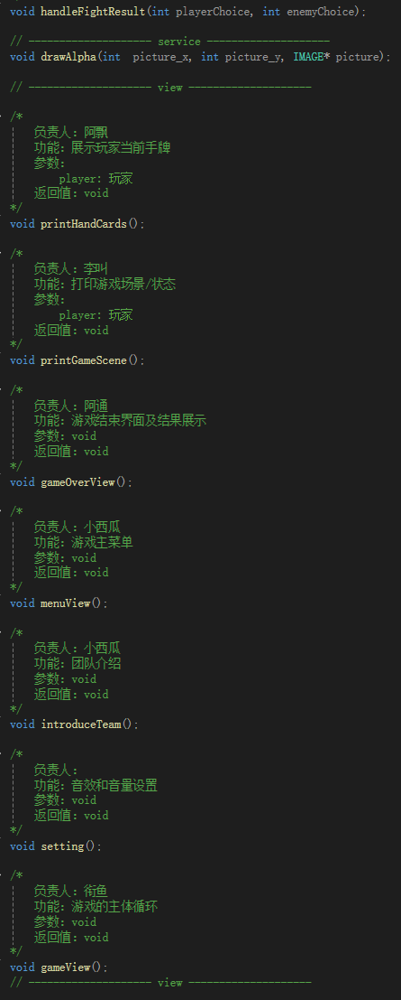 void handleFightResult(int playerChoice, int enemyChoice);
// -------------------- service --------------------
void drawAlpha(int  picture_x, int picture_y, IMAGE* picture);
// -------------------- view --------------------
/*
负责人: 阿飘
功能: 展示玩家当前手牌
参数:
player: 玩家
返回值: void
*/
void printHandCards();
/*
负责人: 李叫
功能: 打印游戏场景/状态
参数:
player: 玩家
返回值: void
*/
void printGameScene();
/*
负责人: 阿通
功能: 游戏结束界面及结果展示
参数: void
返回值: void
*/
void gameOverView();
/*
负责人: 小西瓜
功能: 游戏主菜单
参数: void
返回值: void
*/
void menuView();
/*
负责人: 小西瓜
功能: 团队介绍
参数: void
返回值: void
*/
void introduceTeam();
/*
负责人:
功能: 音效和音量设置
参数: void
返回值: void
*/
void setting();
/*
负责人: 衔鱼
功能: 游戏的主体循环
参数: void
返回值: void
*/
void gameView();
// -------------------- view --------------------